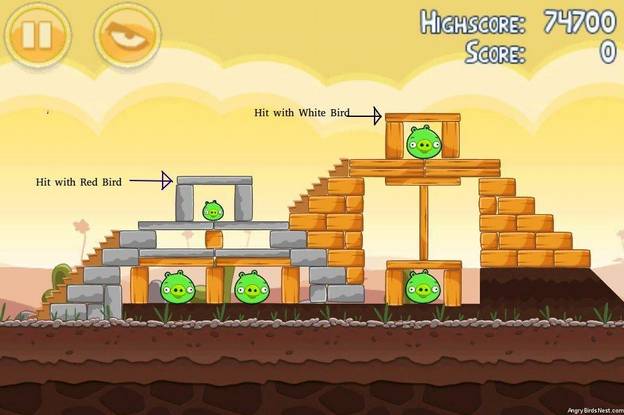 HIGHSCORE: 74700
SCORE: 0
Hit with White Bird
Hit with Red Bird
AngryBirdsNest.com